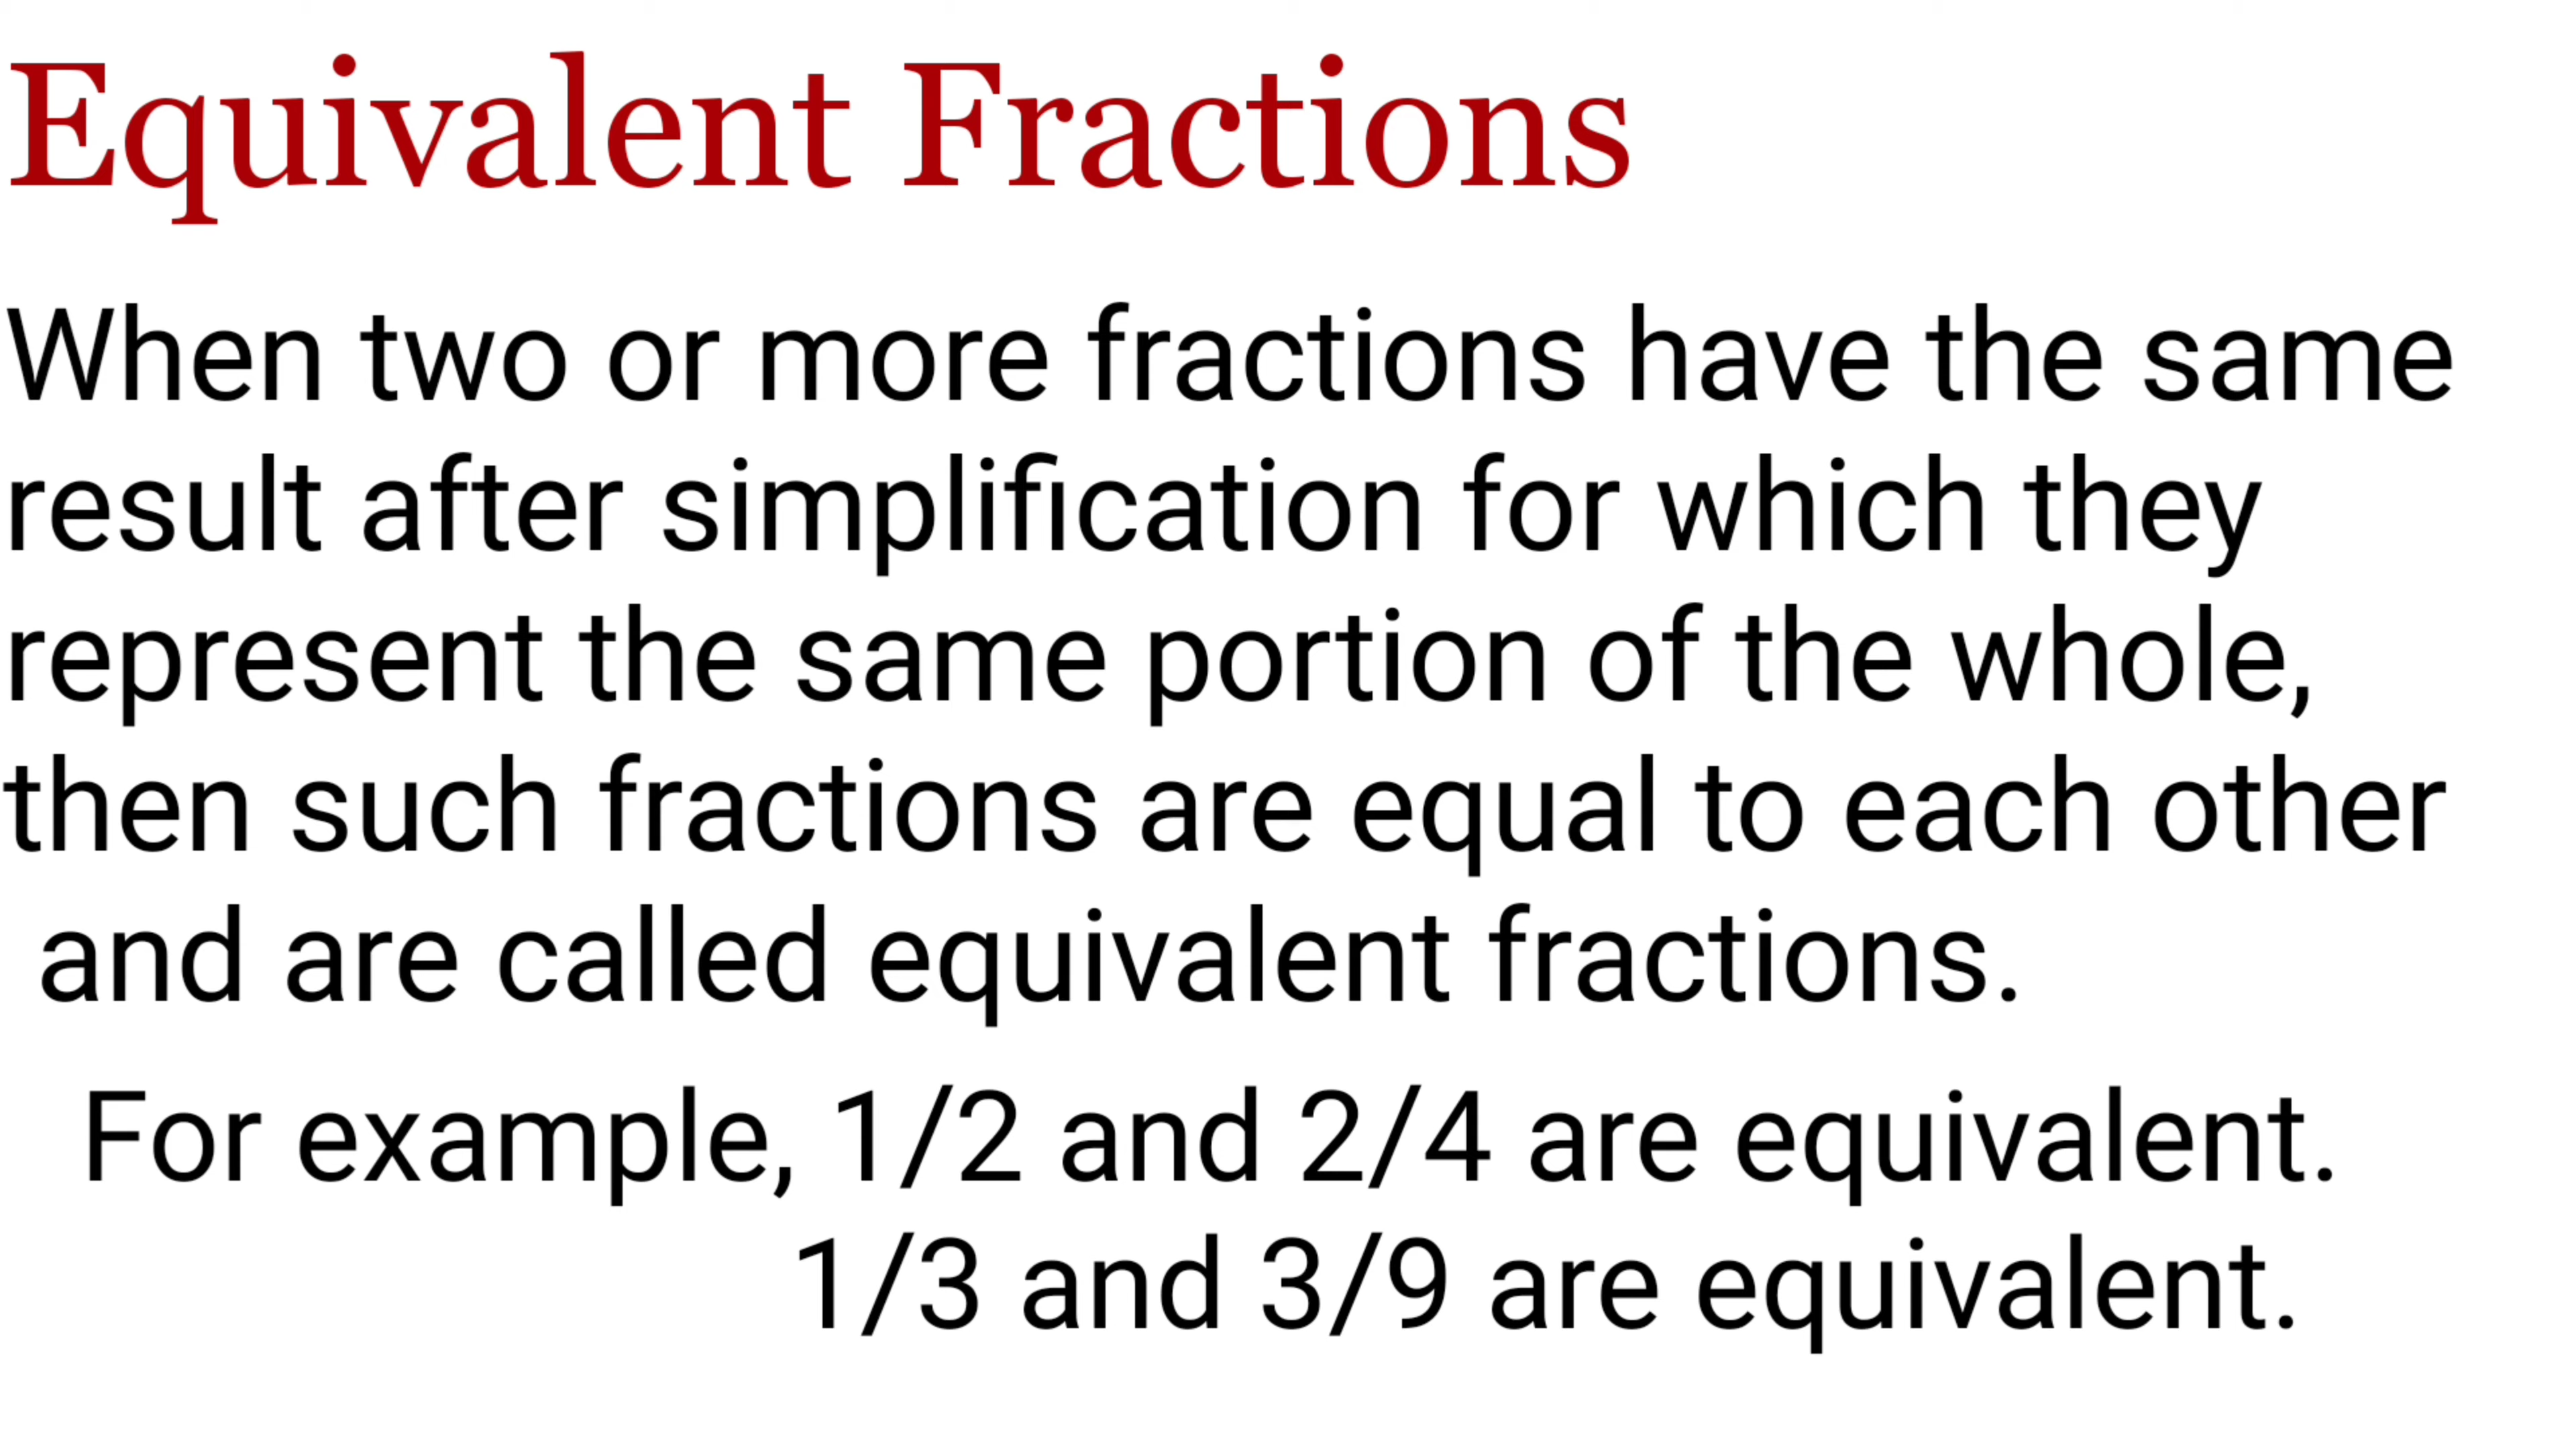 Equivalent Fractions
When two or more fractions have the same
result after simplification for which they
represent the same portion of the whole,
then such fractions are equal to each other
and are called equivalent fractions.
For example, 1/2 and 2/4 are equivalent.
1/3 and 3/9 are equivalent.